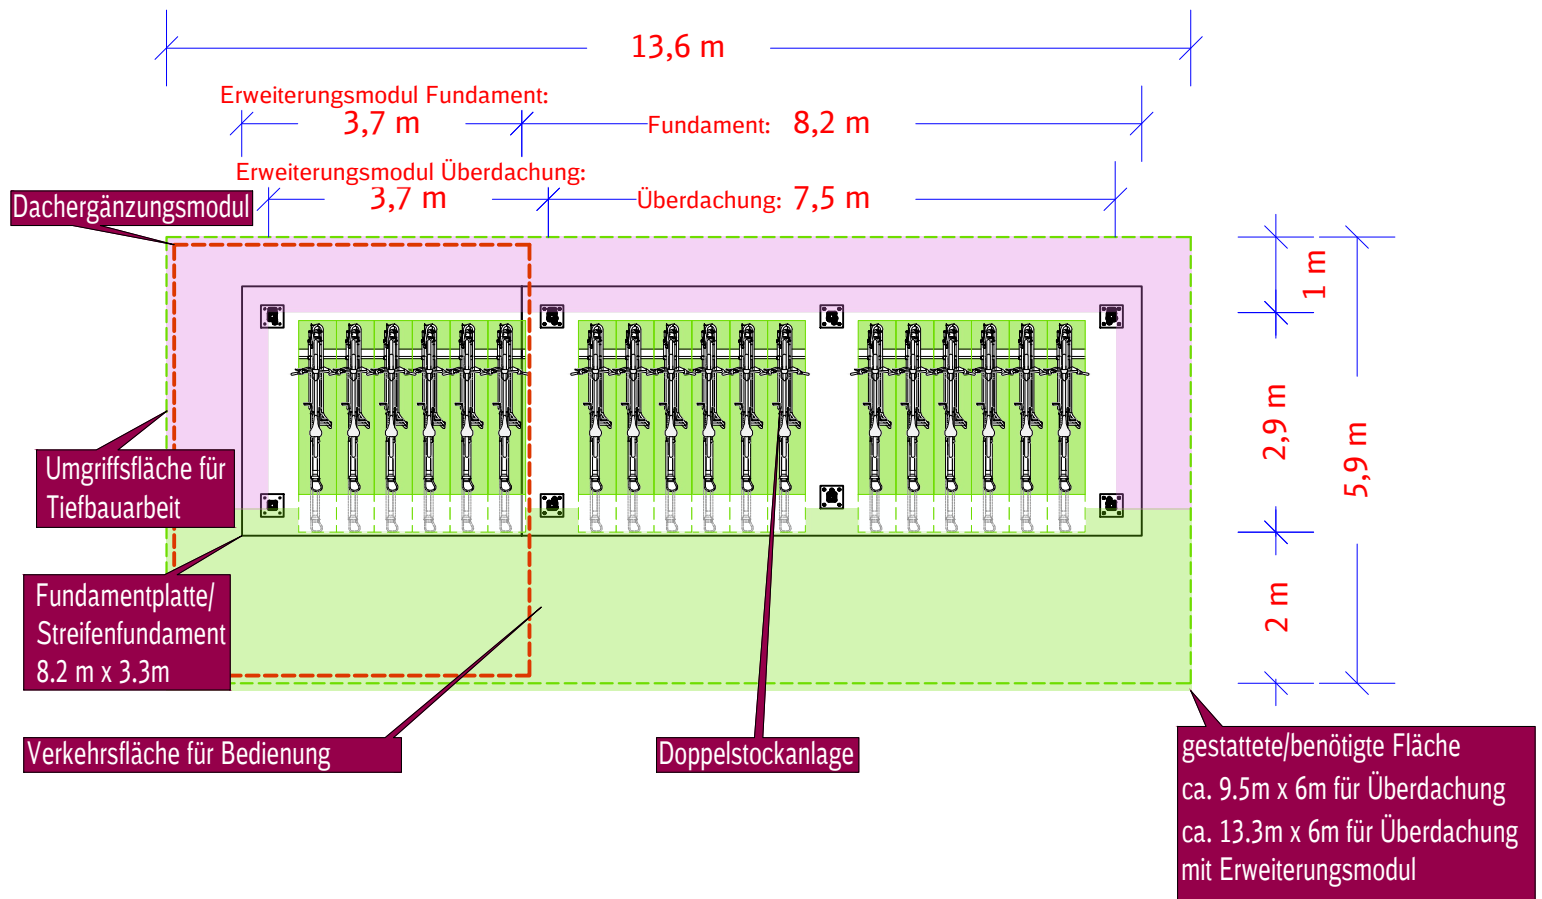 13,6 m
Erweiterungsmodul Fundament:
3,7 m
Fundament: 8,2 m
Erweiterungsmodul Überdachung:
3,7 m
Überdachung: 7,5 m
Dachergänzungsmodul
1 m
2,9 m
5,9 m
2 m
Umgriffsfläche für
Tiefbauarbeit
Fundamentplatte/
Streifenfundament
8.2 m x 3.3m
Verkehrsfläche für Bedienung
Doppelstockanlage
gestattete/benötigte Fläche
ca. 9.5m x 6m für Überdachung
ca. 13.3m x 6m für Überdachung
mit Erweiterungsmodul